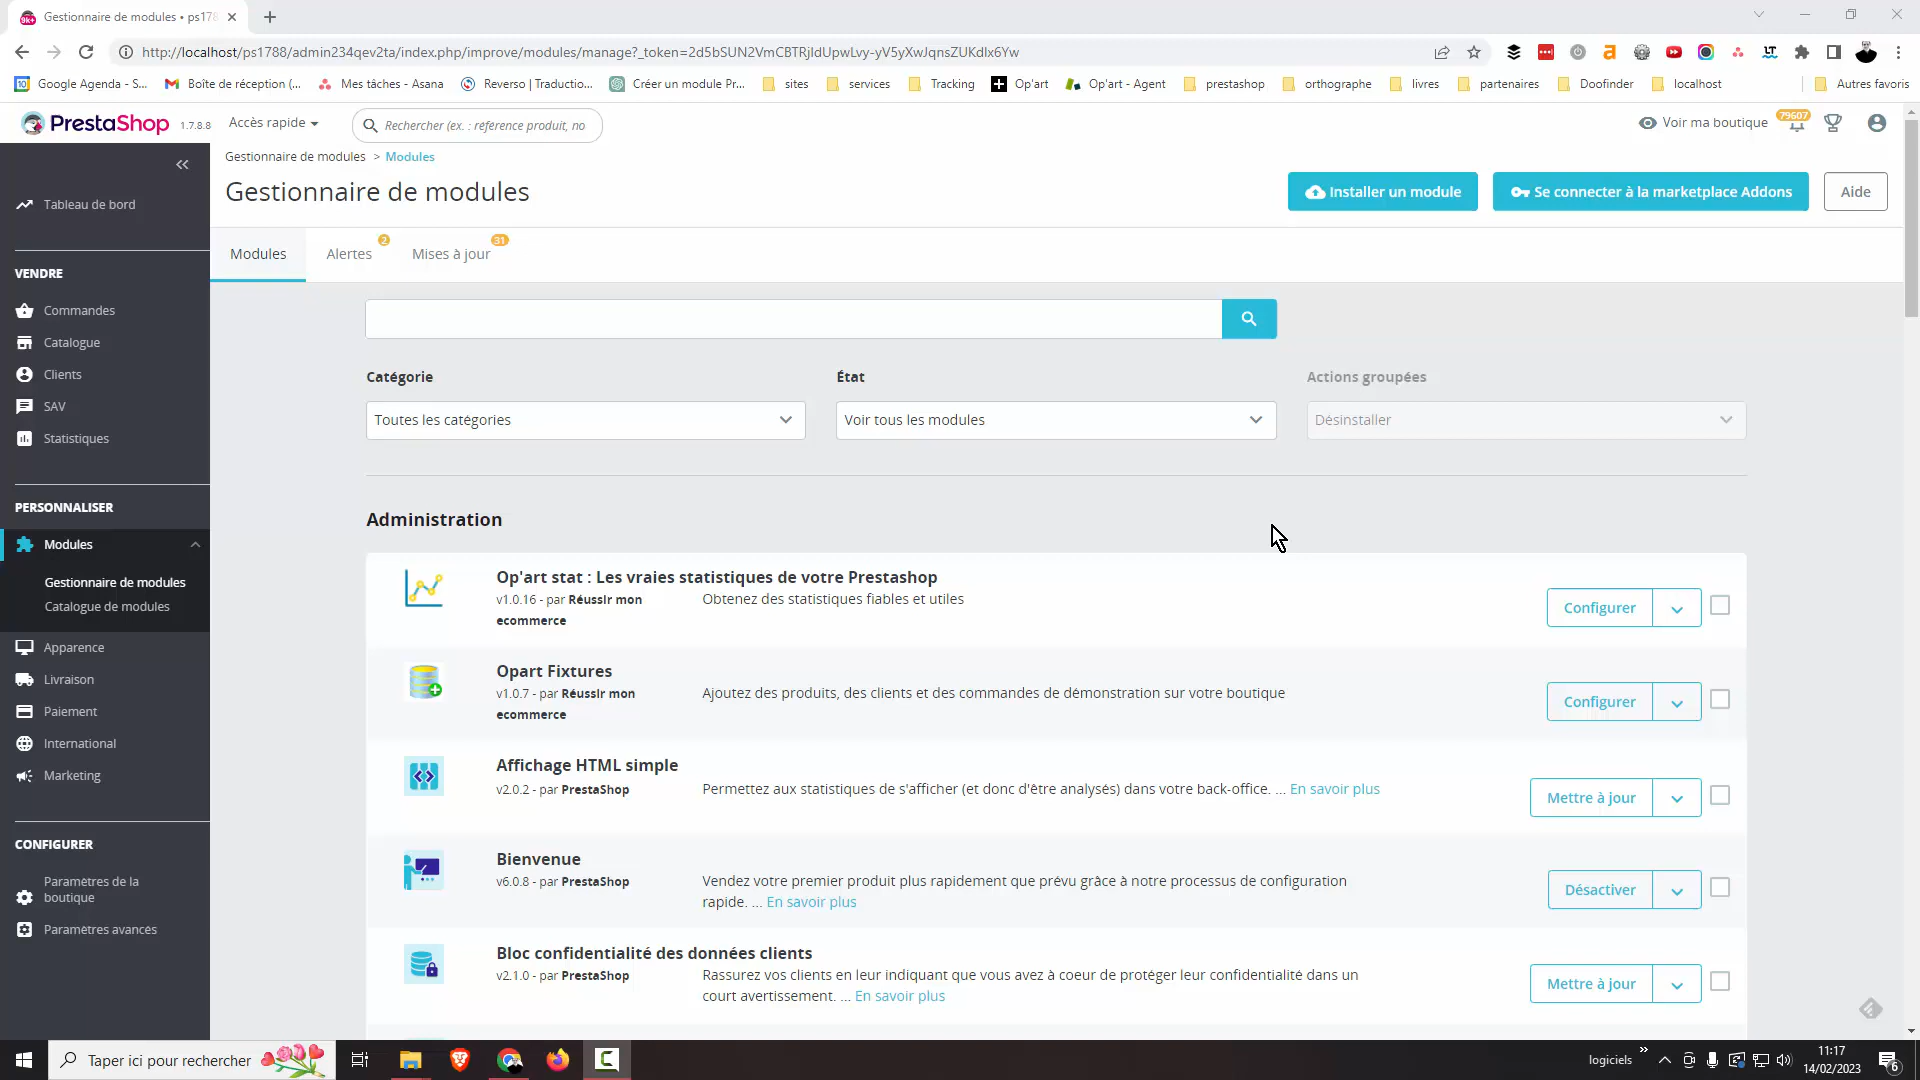 9k+
Gestionnaire de modules • ps178
http://localhost/ps1788/admin234qev2ta/index.php/improve/modules/manage?_token=2d5bSUN2VmCBTRjIdUpwLvy-yV5yXwJqnsZUKdIx6Yw
Google Agenda - S...
Boîte de réception (...
Mes tâches - Asana
Reverso | Traductio...
Créer un module Pr...
sites
services
Tracking
Op'art
Op'art - Agent
prestashop
orthographe
livres
partenaires
Doofinder
localhost
Autres favoris
PrestaShop 1.7.8.8
Accès rapide
Rechercher (ex. : référence produit, no
Voir ma boutique
79607
Gestionnaire de modules > Modules
Gestionnaire de modules
Installer un module
Se connecter à la marketplace Addons
Aide
Modules
Alertes 2
Mises à jour 31
Tableau de bord
VENDRE
Commandes
Catalogue
Clients
SAV
Statistiques
PERSONNALISER
Modules
Gestionnaire de modules
Catalogue de modules
Apparence
Livraison
Paiement
International
Marketing
CONFIGURER
Paramètres de la
boutique
Paramètres avancés
Catégorie
Toutes les catégories
État
Voir tous les modules
Actions groupées
Désinstaller
Administration
Op'art stat : Les vraies statistiques de votre Prestashop
v1.0.16 - par Réussir mon
ecommerce
Obtenez des statistiques fiables et utiles
Configurer
Opart Fixtures
v1.0.7 - par Réussir mon
ecommerce
Ajoutez des produits, des clients et des commandes de démonstration sur votre boutique
Configurer
Affichage HTML simple
v2.0.2 - par PrestaShop
Permettez aux statistiques de s'afficher (et donc d'être analysés) dans votre back-office. ... En savoir plus
Mettre à jour
Bienvenue
v6.0.8 - par PrestaShop
Vendez votre premier produit plus rapidement que prévu grâce à notre processus de configuration
rapide. ... En savoir plus
Désactiver
Bloc confidentialité des données clients
v2.1.0 - par PrestaShop
Rassurez vos clients en leur indiquant que vous avez à coeur de protéger leur confidentialité dans un
court avertissement. ... En savoir plus
Mettre à jour
Taper ici pour rechercher
logiciels
11:17
14/02/2023
6